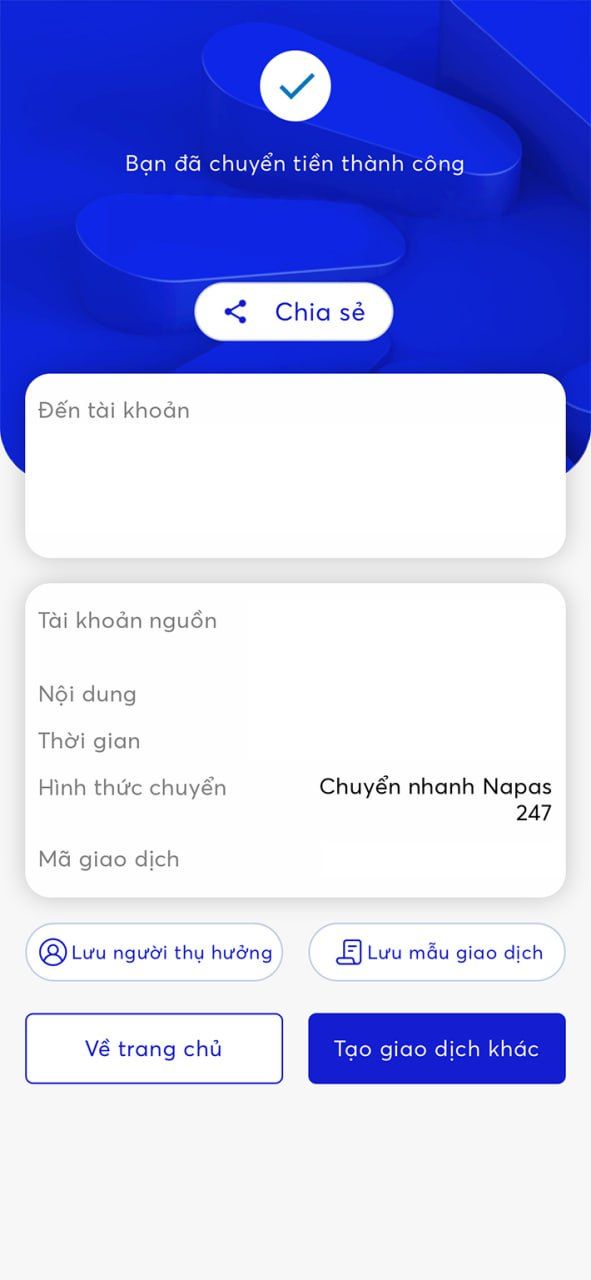 Bạn đã chuyển tiền thành công
Chia sẻ
Đến tài khoản
Tài khoản nguồn
Nội dung
Thời gian
Hình thức chuyển
Chuyển nhanh Napas
247
Mã giao dịch
Lưu người thụ hưởng
Lưu mẫu giao dịch
Về trang chủ
Tạo giao dịch khác